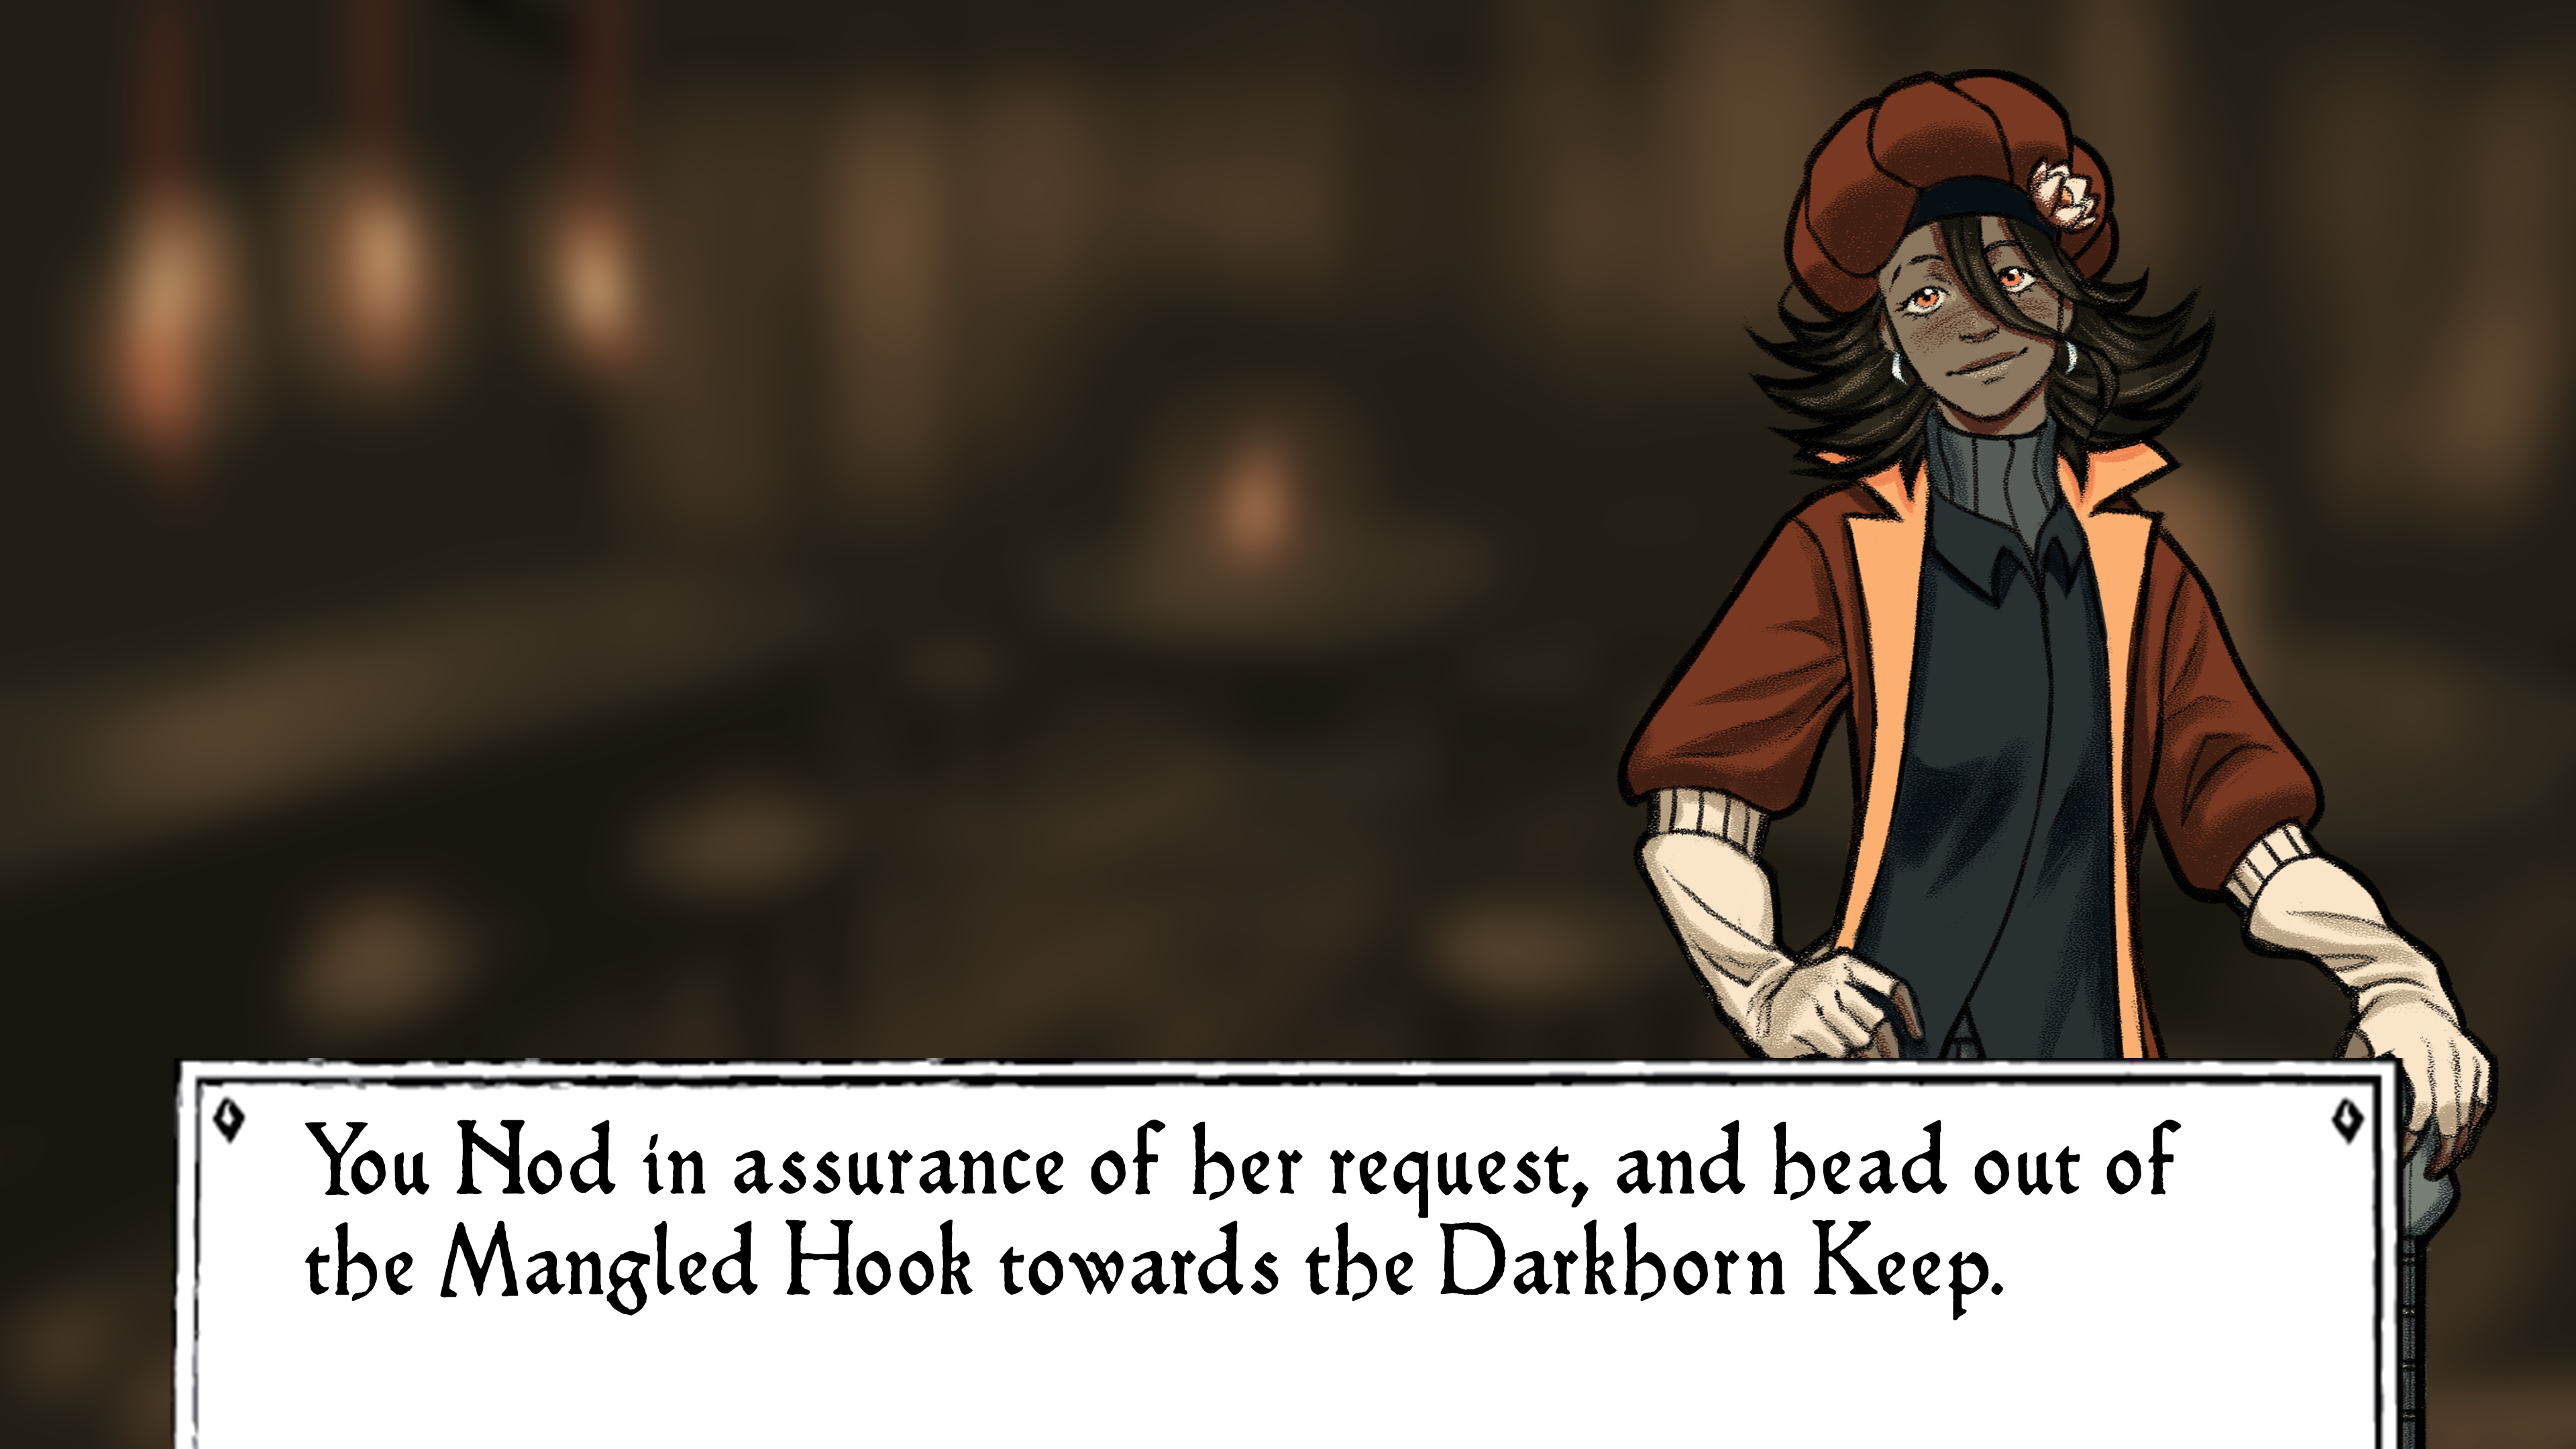 You Nod in assurance of her request, and head out of
the Mangled Hook towards the Darkhorn Keep.